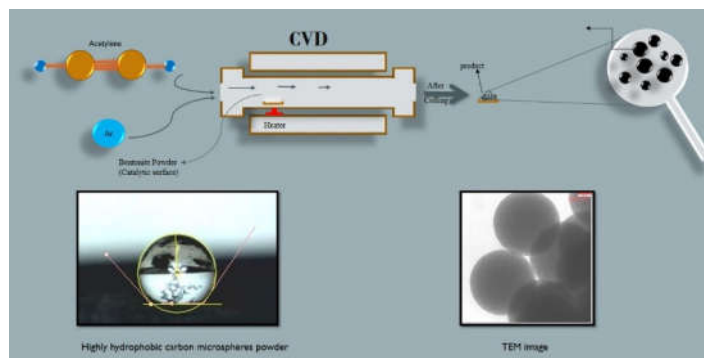 CVD
Acetylene
product
After
Cooling
Ar
Heater
Bentonite Powder
(Catalytic surface)
Highly hydrophobic carbon microspheres powder
TEM image